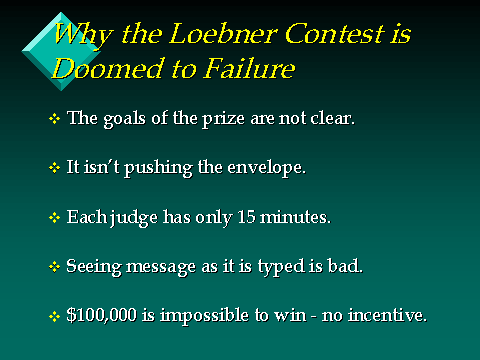 Why the Loebner Contest is
Doomed to Failure
The goals of the prize are not clear.
It isn't pushing the envelope.
Each judge has only 15 minutes.
Seeing message as it is typed is bad.
$100,000 is impossible to win - no incentive.